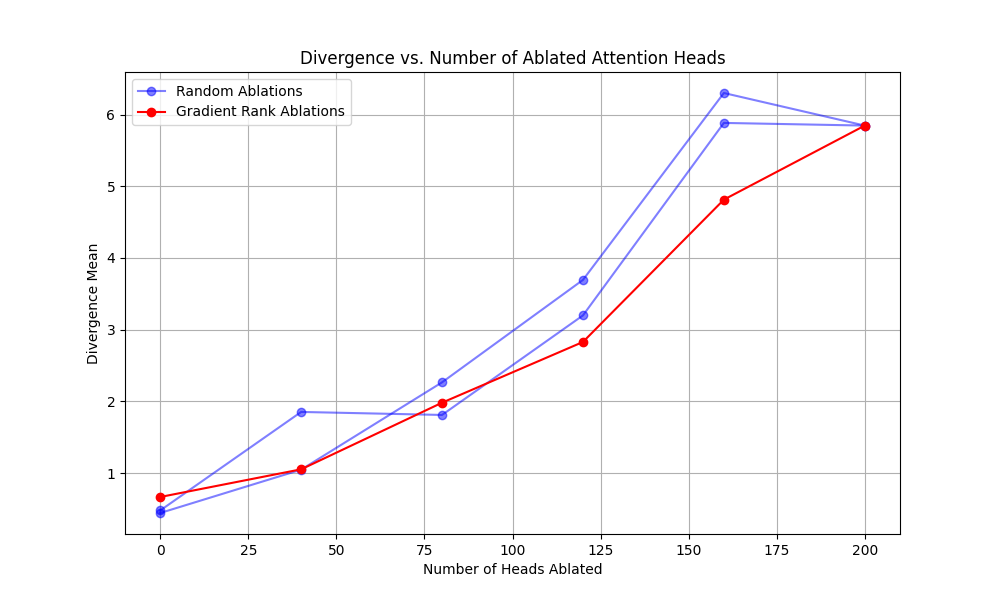 Divergence vs. Number of Ablated Attention Heads
Random Ablations
Gradient Rank Ablations
Divergence Mean
6
5
4
3
2
1
0 25 50 75 100 125 150 175 200
Number of Heads Ablated